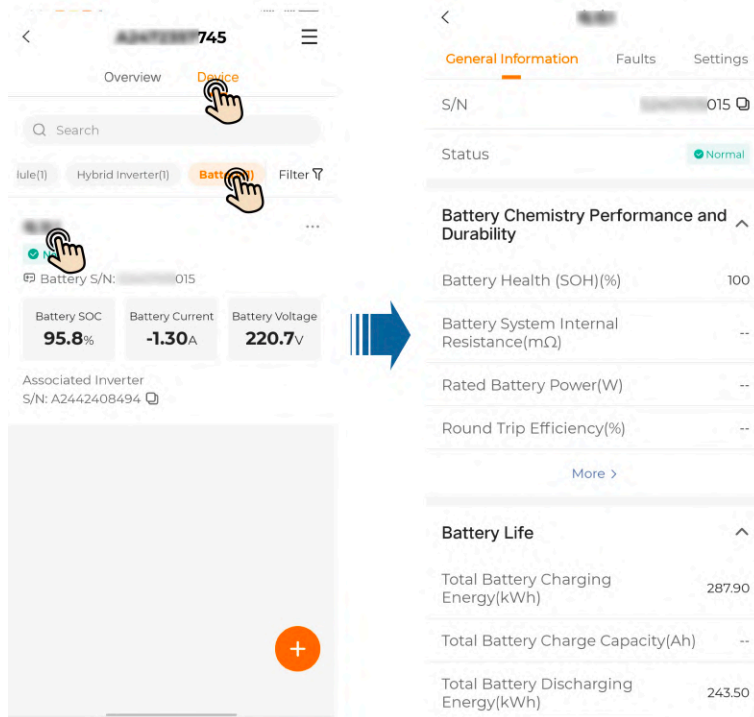 745
Overview Device
Search
lule(1) Hybrid Inverter(1) Filter
Battery S/N: 015
Battery SOC Battery Current Battery Voltage
95.8% -1.30A 220.7V
Associated Inverter
S/N: A2442408494
+
General Information Faults Settings
S/N 015
Status Normal
Battery Chemistry Performance and
Durability
Battery Health (SOH)(%) 100
Battery System Internal
Resistance(mΩ) --
Rated Battery Power(W) --
Round Trip Efficiency(%) --
More >
Battery Life
Total Battery Charging
Energy(kWh) 287.90
Total Battery Charge Capacity(Ah) --
Total Battery Discharging
Energy(kWh) 243.50